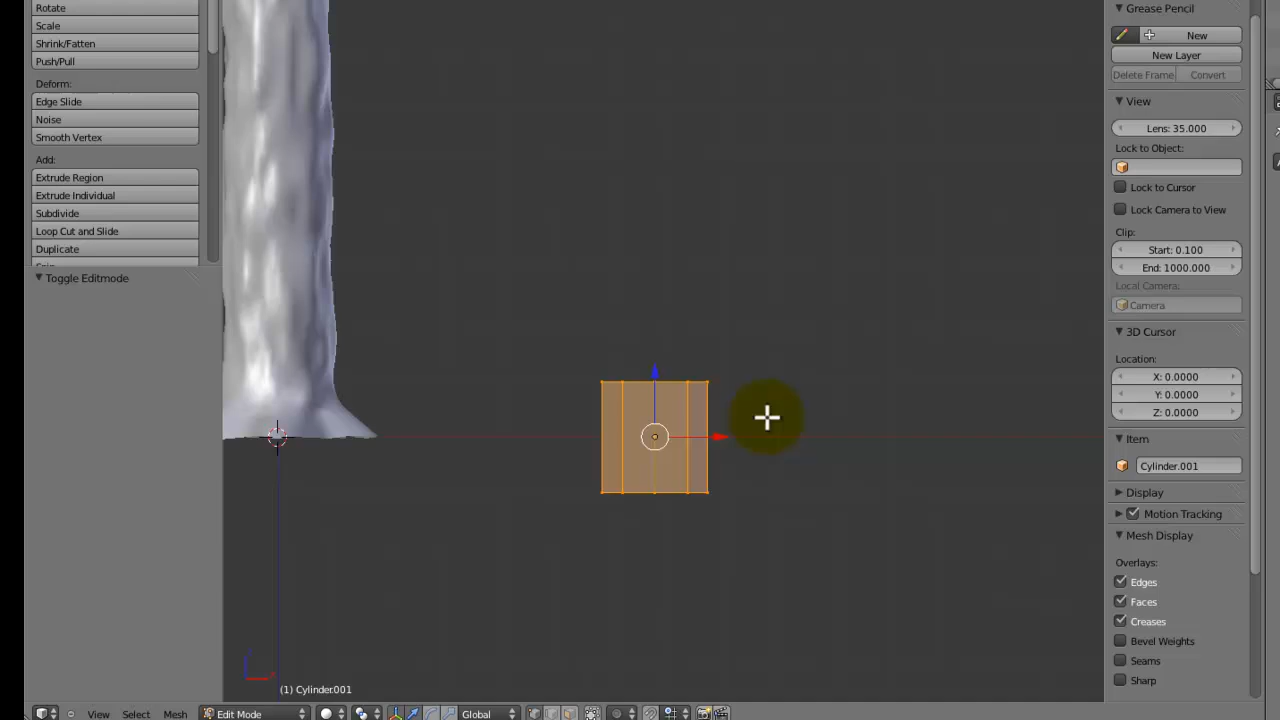 Rotate
Scale
Shrink/Fatten
Push/Pull
Deform:
Edge Slide
Noise
Smooth Vertex
Add:
Extrude Region
Extrude Individual
Subdivide
Loop Cut and Slide
Duplicate
Toggle Editmode
(1) Cylinder.001
View
Select
Mesh
Edit Mode
Global
Grease Pencil
New
New Layer
Delete Frame
Convert
View
Lens: 35.000
Lock to Object:
Lock to Cursor
Lock Camera to View
Clip:
Start: 0.100
End: 1000.000
Local Camera:
Camera
3D Cursor
Location:
X: 0.0000
Y: 0.0000
Z: 0.0000
Item
Cylinder.001
Display
Motion Tracking
Mesh Display
Overlays:
Edges
Faces
Creases
Bevel Weights
Seams
Sharp